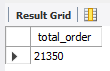 Result Grid
total_order
21350